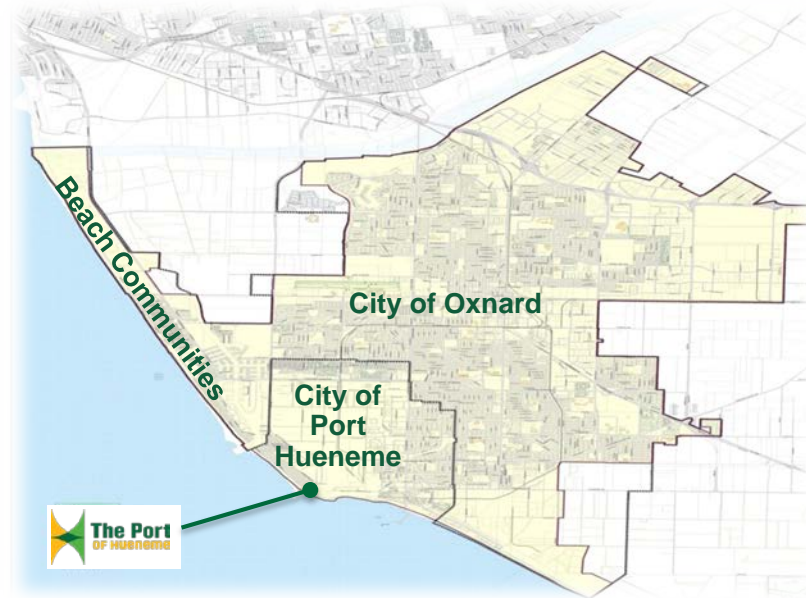 Beach Communities
City of Oxnard
City of
Port
Hueneme
The Port
OF HUENEME